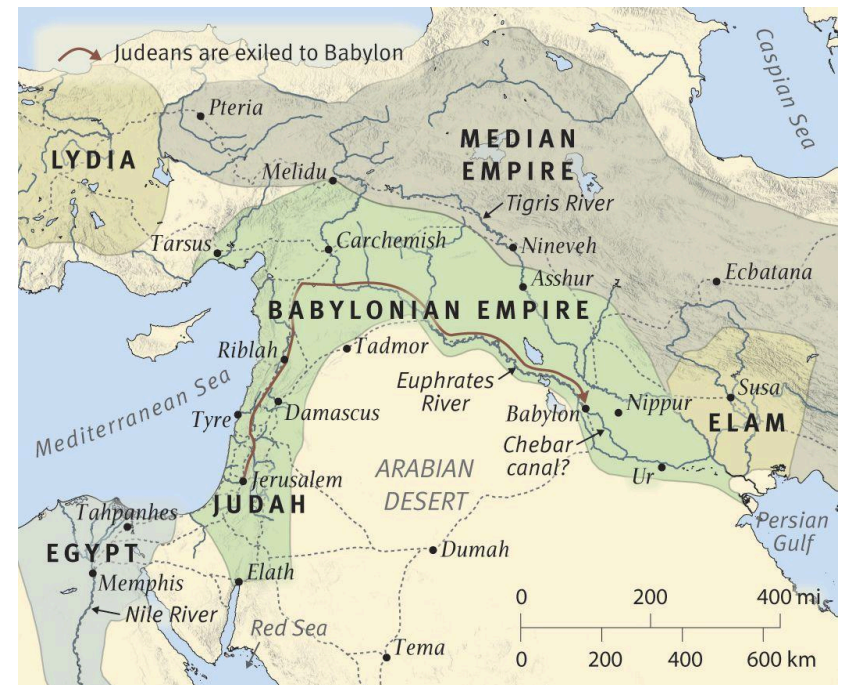 Judeans are exiled to Babylon
Caspian Sea
Pteria
LYDIA
MEDIAN
EMPIRE
Melidu
Tigris River
Tarsus
Carchemish
Nineveh
Ecbatana
Asshur
BABYLONIAN EMPIRE
Riblah
Tadmor
Mediterranean Sea
Euphrates
River
Susa
Tyre
Damascus
Babylon
Nippur
ELAM
Chebar
canal?
Ur
Jerusalem
JUDAH
ARABIAN
DESERT
Tahpanhes
Persian
Gulf
EGYPT
Dumah
Memphis
Elath
Nile River
Red Sea
Tema
0 200 400 mi
0 200 400 600 km